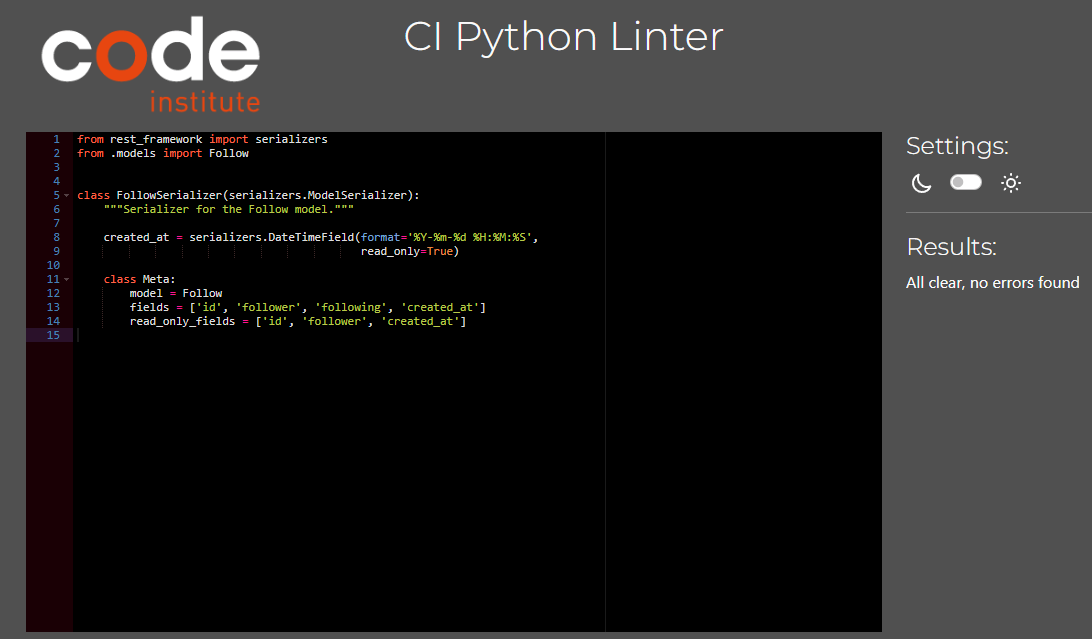 code
institute
CI Python Linter
1 from rest_framework import serializers
2 from .models import Follow
3
4
5 class FollowSerializer(serializers.ModelSerializer):
6     """Serializer for the Follow model."""
7
8     created_at = serializers.DateTimeField(format='%Y-%m-%d %H:%M:%S',
9                                            read_only=True)
10
11     class Meta:
12         model = Follow
13         fields = ['id', 'follower', 'following', 'created_at']
14         read_only_fields = ['id', 'follower', 'created_at']
15
Settings:
Results:
All clear, no errors found